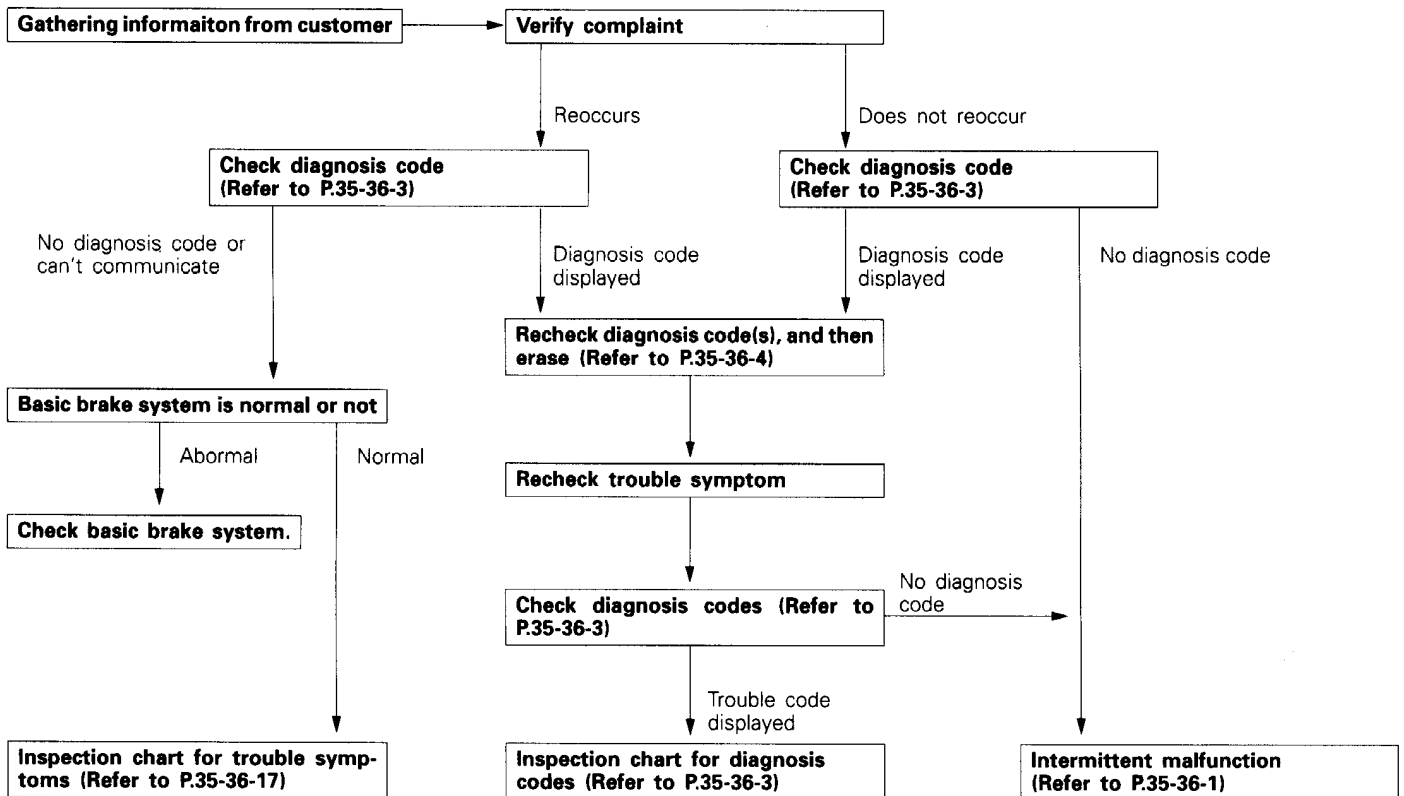 Gathering informaiton from customer
Verify complaint
Reoccurs
Does not reoccur
Check diagnosis code
(Refer to P.35-36-3)
Check diagnosis code
(Refer to P.35-36-3)
No diagnosis code or
can't communicate
Diagnosis code
displayed
Diagnosis code
displayed
No diagnosis code
Recheck diagnosis code(s), and then
erase (Refer to P.35-36-4)
Basic brake system is normal or not
Abormal
Normal
Recheck trouble symptom
Check basic brake system.
Check diagnosis codes (Refer to
P.35-36-3)
No diagnosis
code
Trouble code
displayed
Inspection chart for trouble symp-
toms (Refer to P.35-36-17)
Inspection chart for diagnosis
codes (Refer to P.35-36-3)
Intermittent malfunction
(Refer to P.35-36-1)